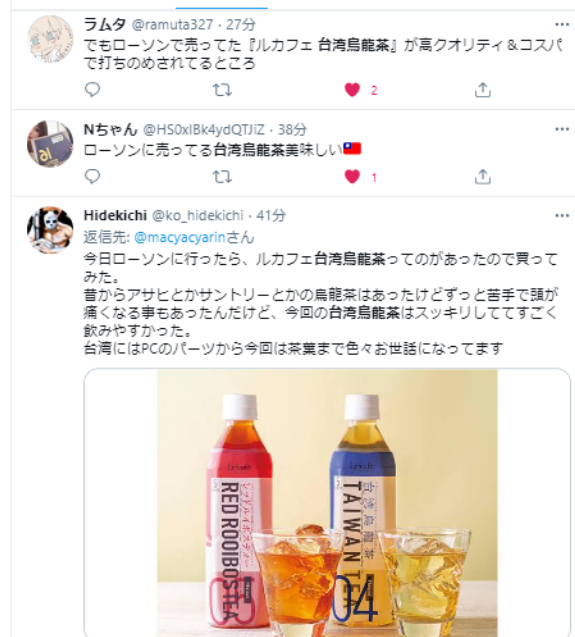 ラムタ @ramuta327・27分
でもローソンで売ってた『ルカフェ 台湾烏龍茶』が高クオリティ＆コスパ
で打ちのめされてるところ
2
Nちゃん @HS0xIBk4ydQTJiZ・38分
ローソンに売ってる台湾烏龍茶美味しい🇹🇼
1
Hidekichi @ko_hidekichi・41分
返信先: @macyacyarinさん
今日ローソンに行ったら、ルカフェ台湾烏龍茶ってのがあったので買って
みた。
昔からアサヒとかサントリーとかの烏龍茶はあったけどずっと苦手で頭が
痛くなる事もあったんだけど、今回の台湾烏龍茶はスッキリしててすごく
飲みやすかった。
台湾にはPCのパーツから今回は茶葉まで色々お世話になってます
レッドルイボスティー
RED ROOIBOS TEA
03
台湾烏龍茶
TAIWAN TEA
04